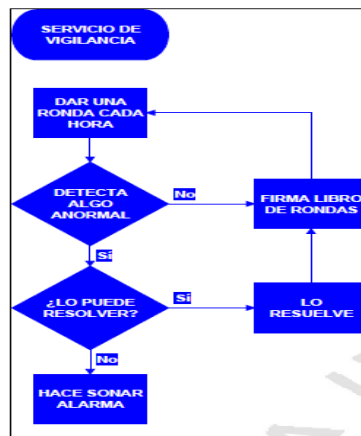 SERVICIO DE
VIGILANCIA
DAR UNA
RONDA CADA
HORA
DETECTA
ALGO
ANORMAL
No
FIRMA LIBRO
DE RONDAS
Si
¿LO PUEDE
RESOLVER?
Si
LO
RESUELVE
No
HACE SONAR
ALARMA